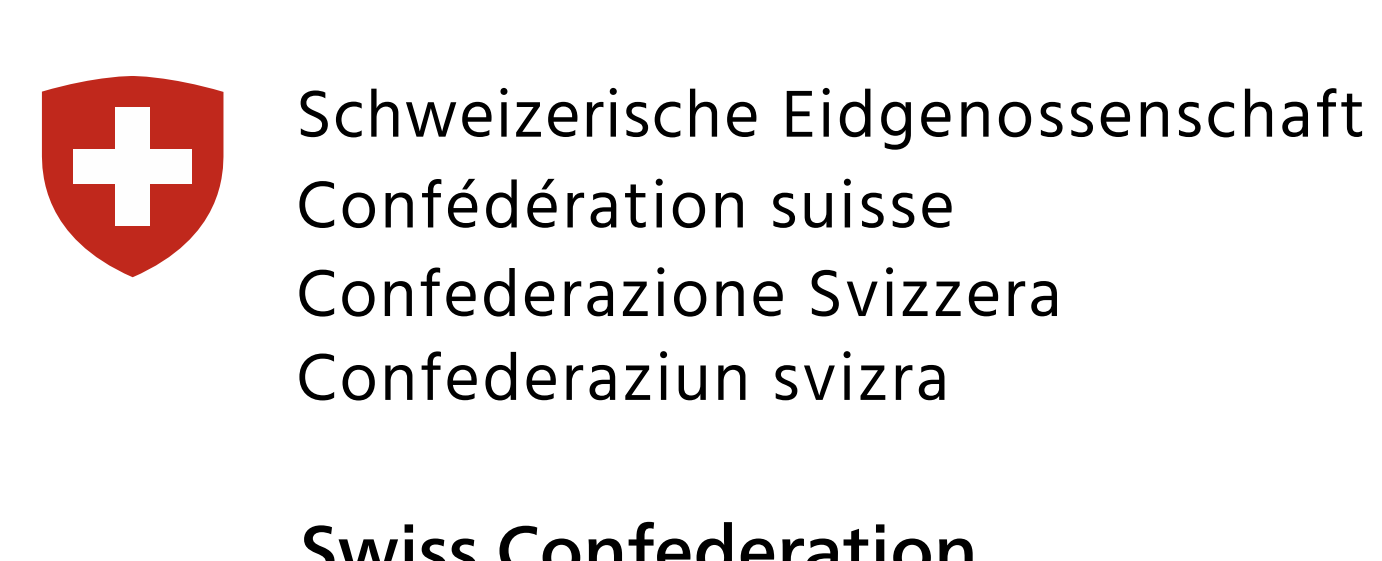 Schweizerische Eidgenossenschaft
Confédération suisse
Confederazione Svizzera
Confederaziun svizra
Swiss Confederation